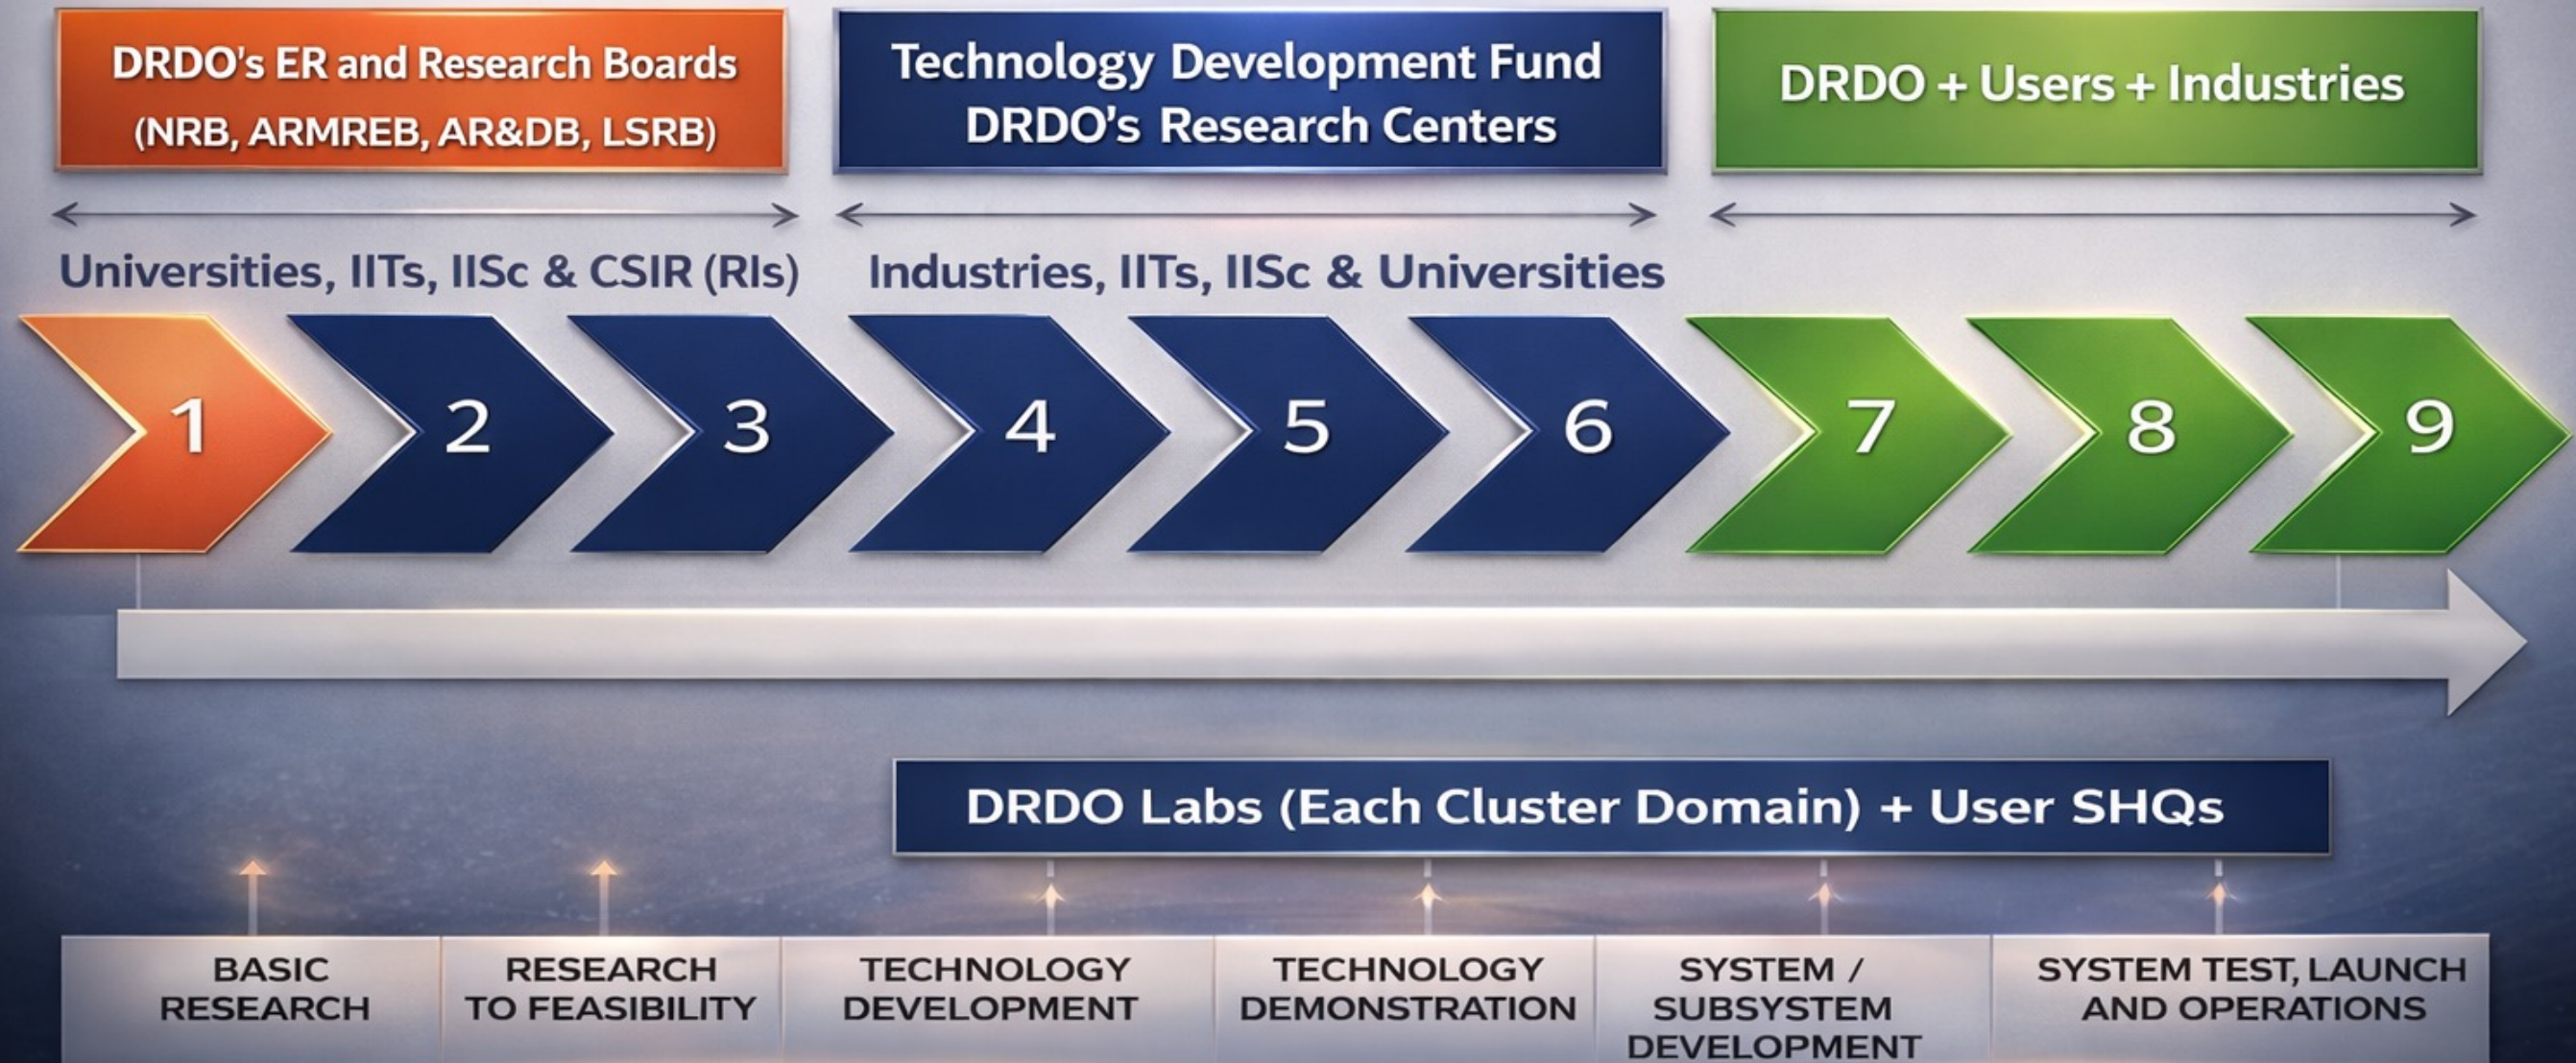 DRDO's ER and Research Boards
(NRB, ARMREB, AR&DB, LSRB)
Technology Development Fund
DRDO's Research Centers
DRDO + Users + Industries
Universities, IITs, IISc & CSIR (RIs)
Industries, IITs, IISc & Universities
1
2
3
4
5
6
7
8
9
DRDO Labs (Each Cluster Domain) + User SHQs
BASIC
RESEARCH
RESEARCH
TO FEASIBILITY
TECHNOLOGY
DEVELOPMENT
TECHNOLOGY
DEMONSTRATION
SYSTEM /
SUBSYSTEM
DEVELOPMENT
SYSTEM TEST, LAUNCH
AND OPERATIONS